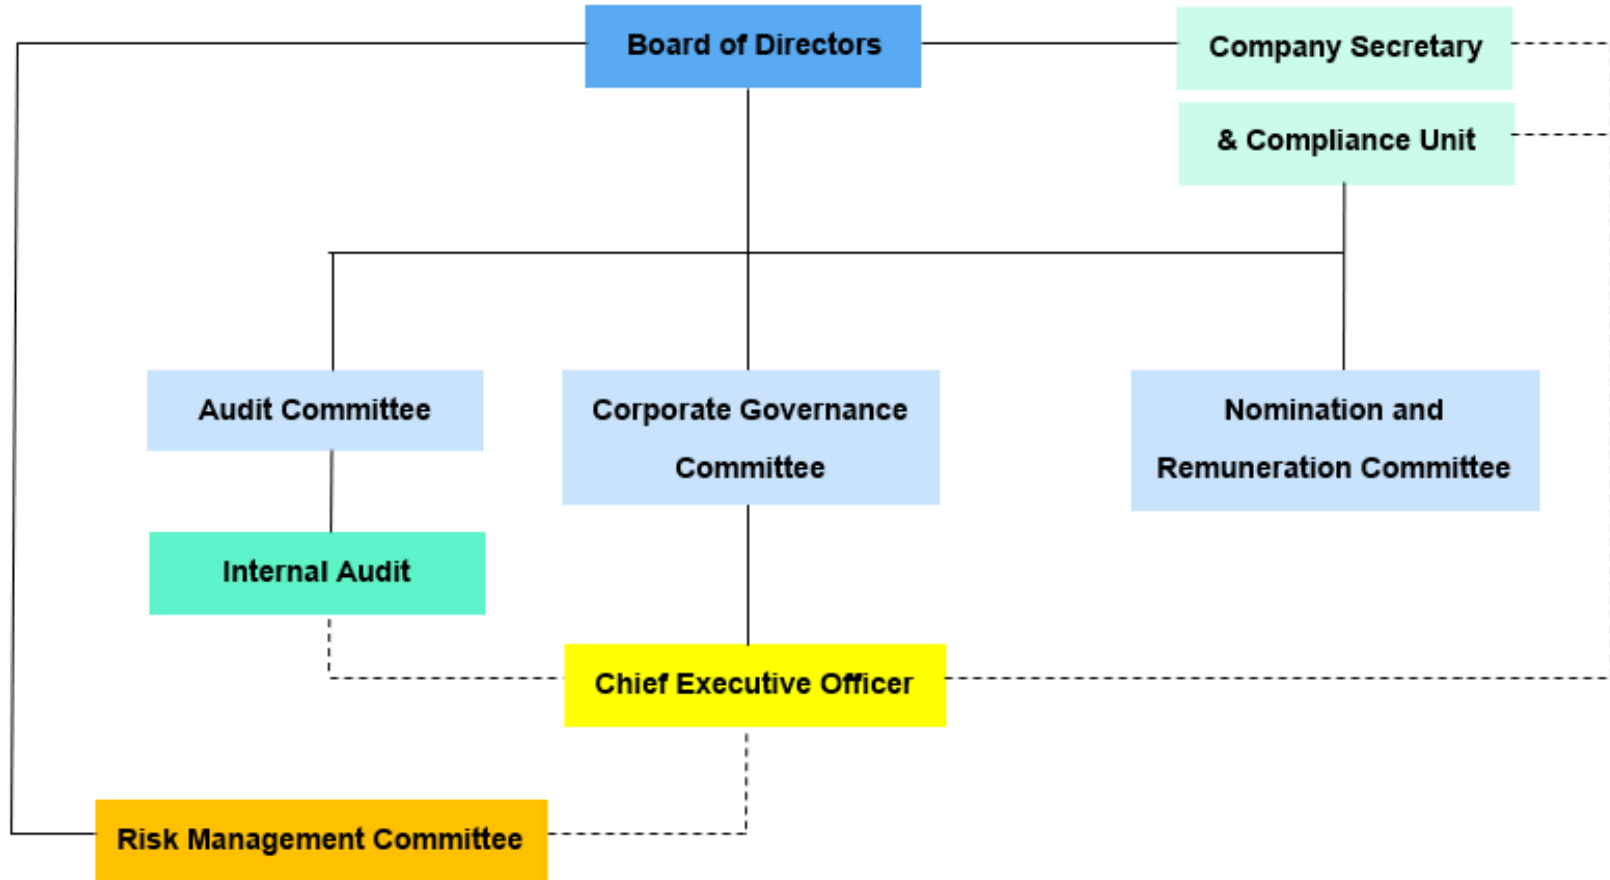 Board of Directors
Company Secretary
& Compliance Unit
Audit Committee
Corporate Governance
Committee
Nomination and
Remuneration Committee
Internal Audit
Chief Executive Officer
Risk Management Committee